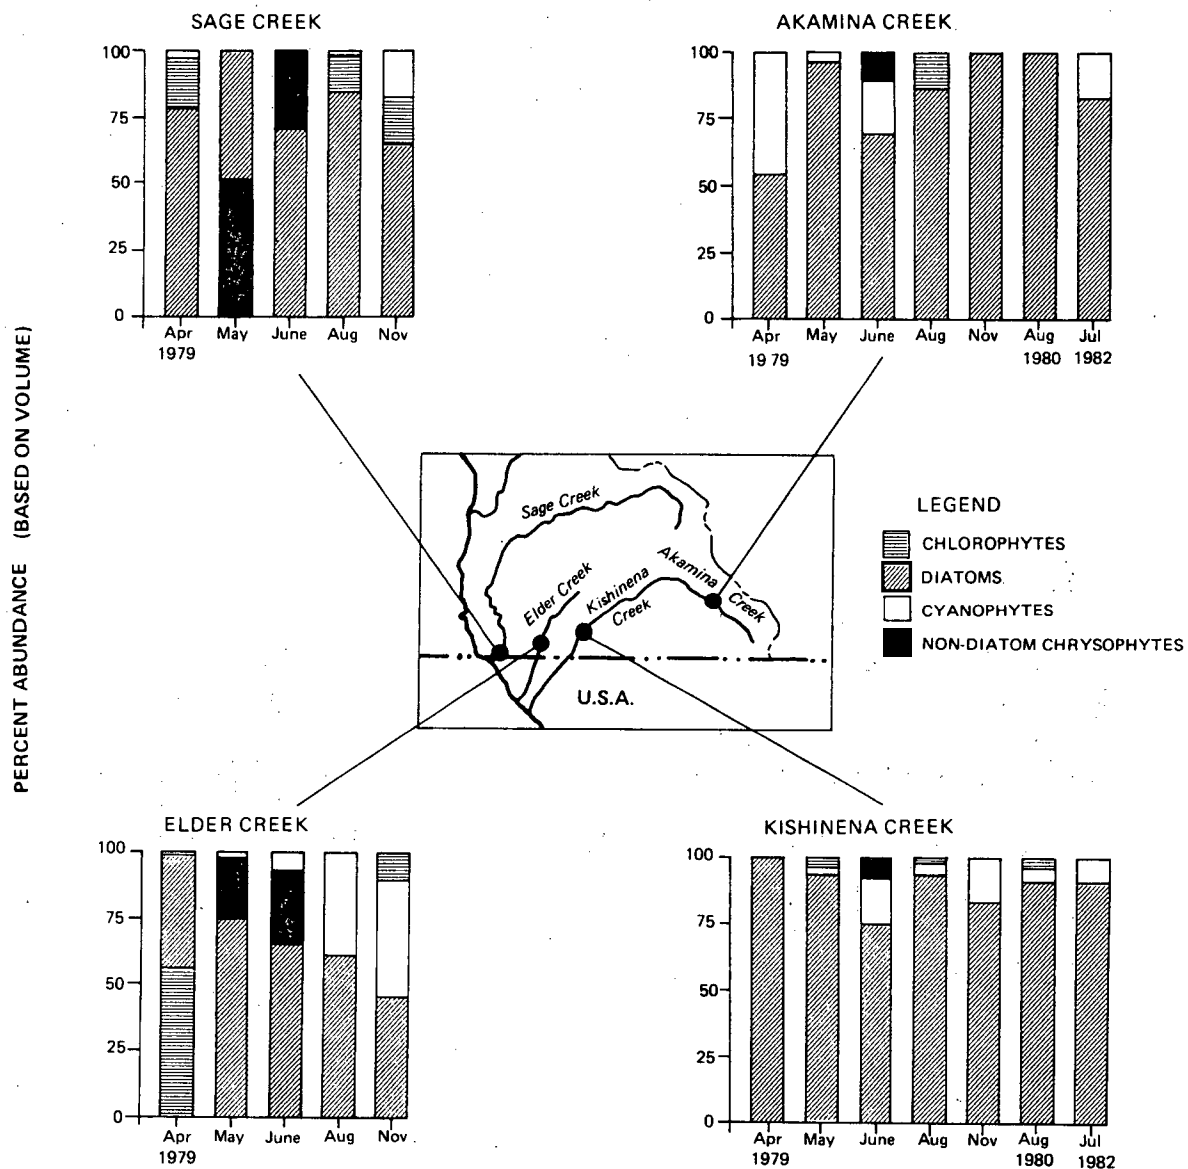 SAGE CREEK
100
75
50
25
0
Apr May June Aug Nov
1979
AKAMINA CREEK
100
75
50
25
0
Apr May June Aug Nov Aug Jul
19 79 1980 1982
PERCENT ABUNDANCE (BASED ON VOLUME)
Sage Creek
Elder Creek
Kishinena
Creek
Akamina
Creek
U.S.A.
LEGEND
CHLOROPHYTES
DIATOMS
CYANOPHYTES
NON-DIATOM CHRYSOPHYTES
ELDER CREEK
100
75
50
25
0
Apr May June Aug Nov
1979
KISHINENA CREEK
100
75
50
25
0
Apr May June Aug Nov Aug Jul
1979 1980 1982